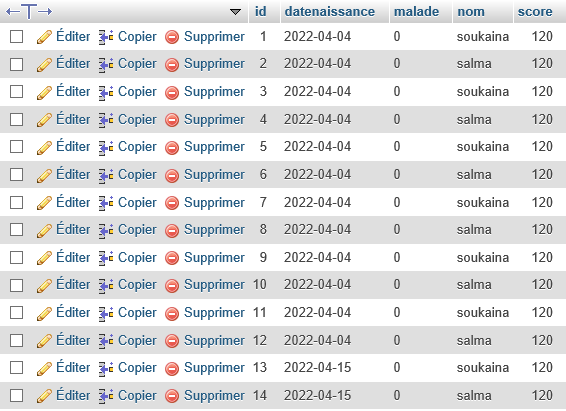 id datenaissance malade nom score
Éditer Copier Supprimer 1 2022-04-04 0 soukaina 120
Éditer Copier Supprimer 2 2022-04-04 0 salma 120
Éditer Copier Supprimer 3 2022-04-04 0 soukaina 120
Éditer Copier Supprimer 4 2022-04-04 0 salma 120
Éditer Copier Supprimer 5 2022-04-04 0 soukaina 120
Éditer Copier Supprimer 6 2022-04-04 0 salma 120
Éditer Copier Supprimer 7 2022-04-04 0 soukaina 120
Éditer Copier Supprimer 8 2022-04-04 0 salma 120
Éditer Copier Supprimer 9 2022-04-04 0 soukaina 120
Éditer Copier Supprimer 10 2022-04-04 0 salma 120
Éditer Copier Supprimer 11 2022-04-04 0 soukaina 120
Éditer Copier Supprimer 12 2022-04-04 0 salma 120
Éditer Copier Supprimer 13 2022-04-15 0 soukaina 120
Éditer Copier Supprimer 14 2022-04-15 0 salma 120